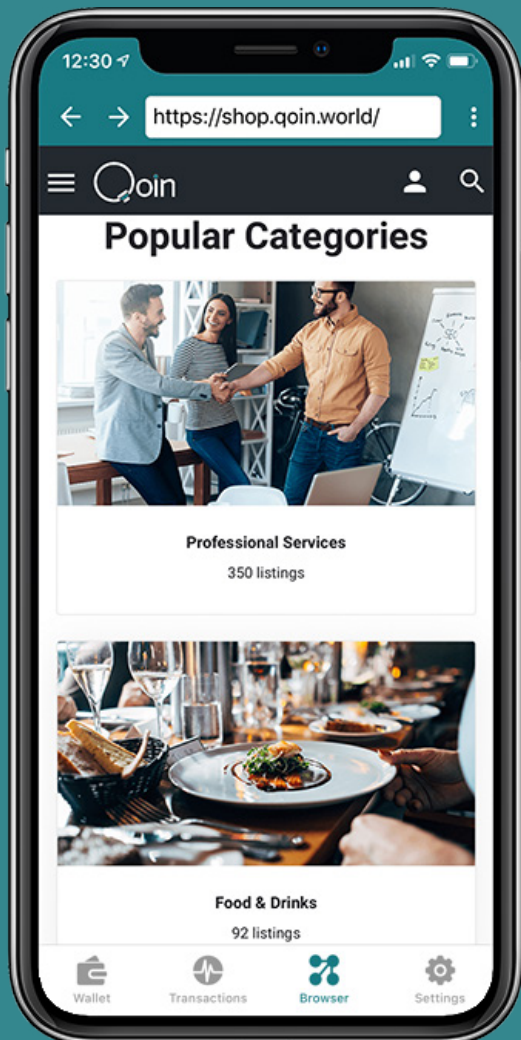 12:30
https://shop.qoin.world/
Qoin
Popular Categories
Professional Services
350 listings
Food & Drinks
92 listings
Wallet
Transactions
Browser
Settings